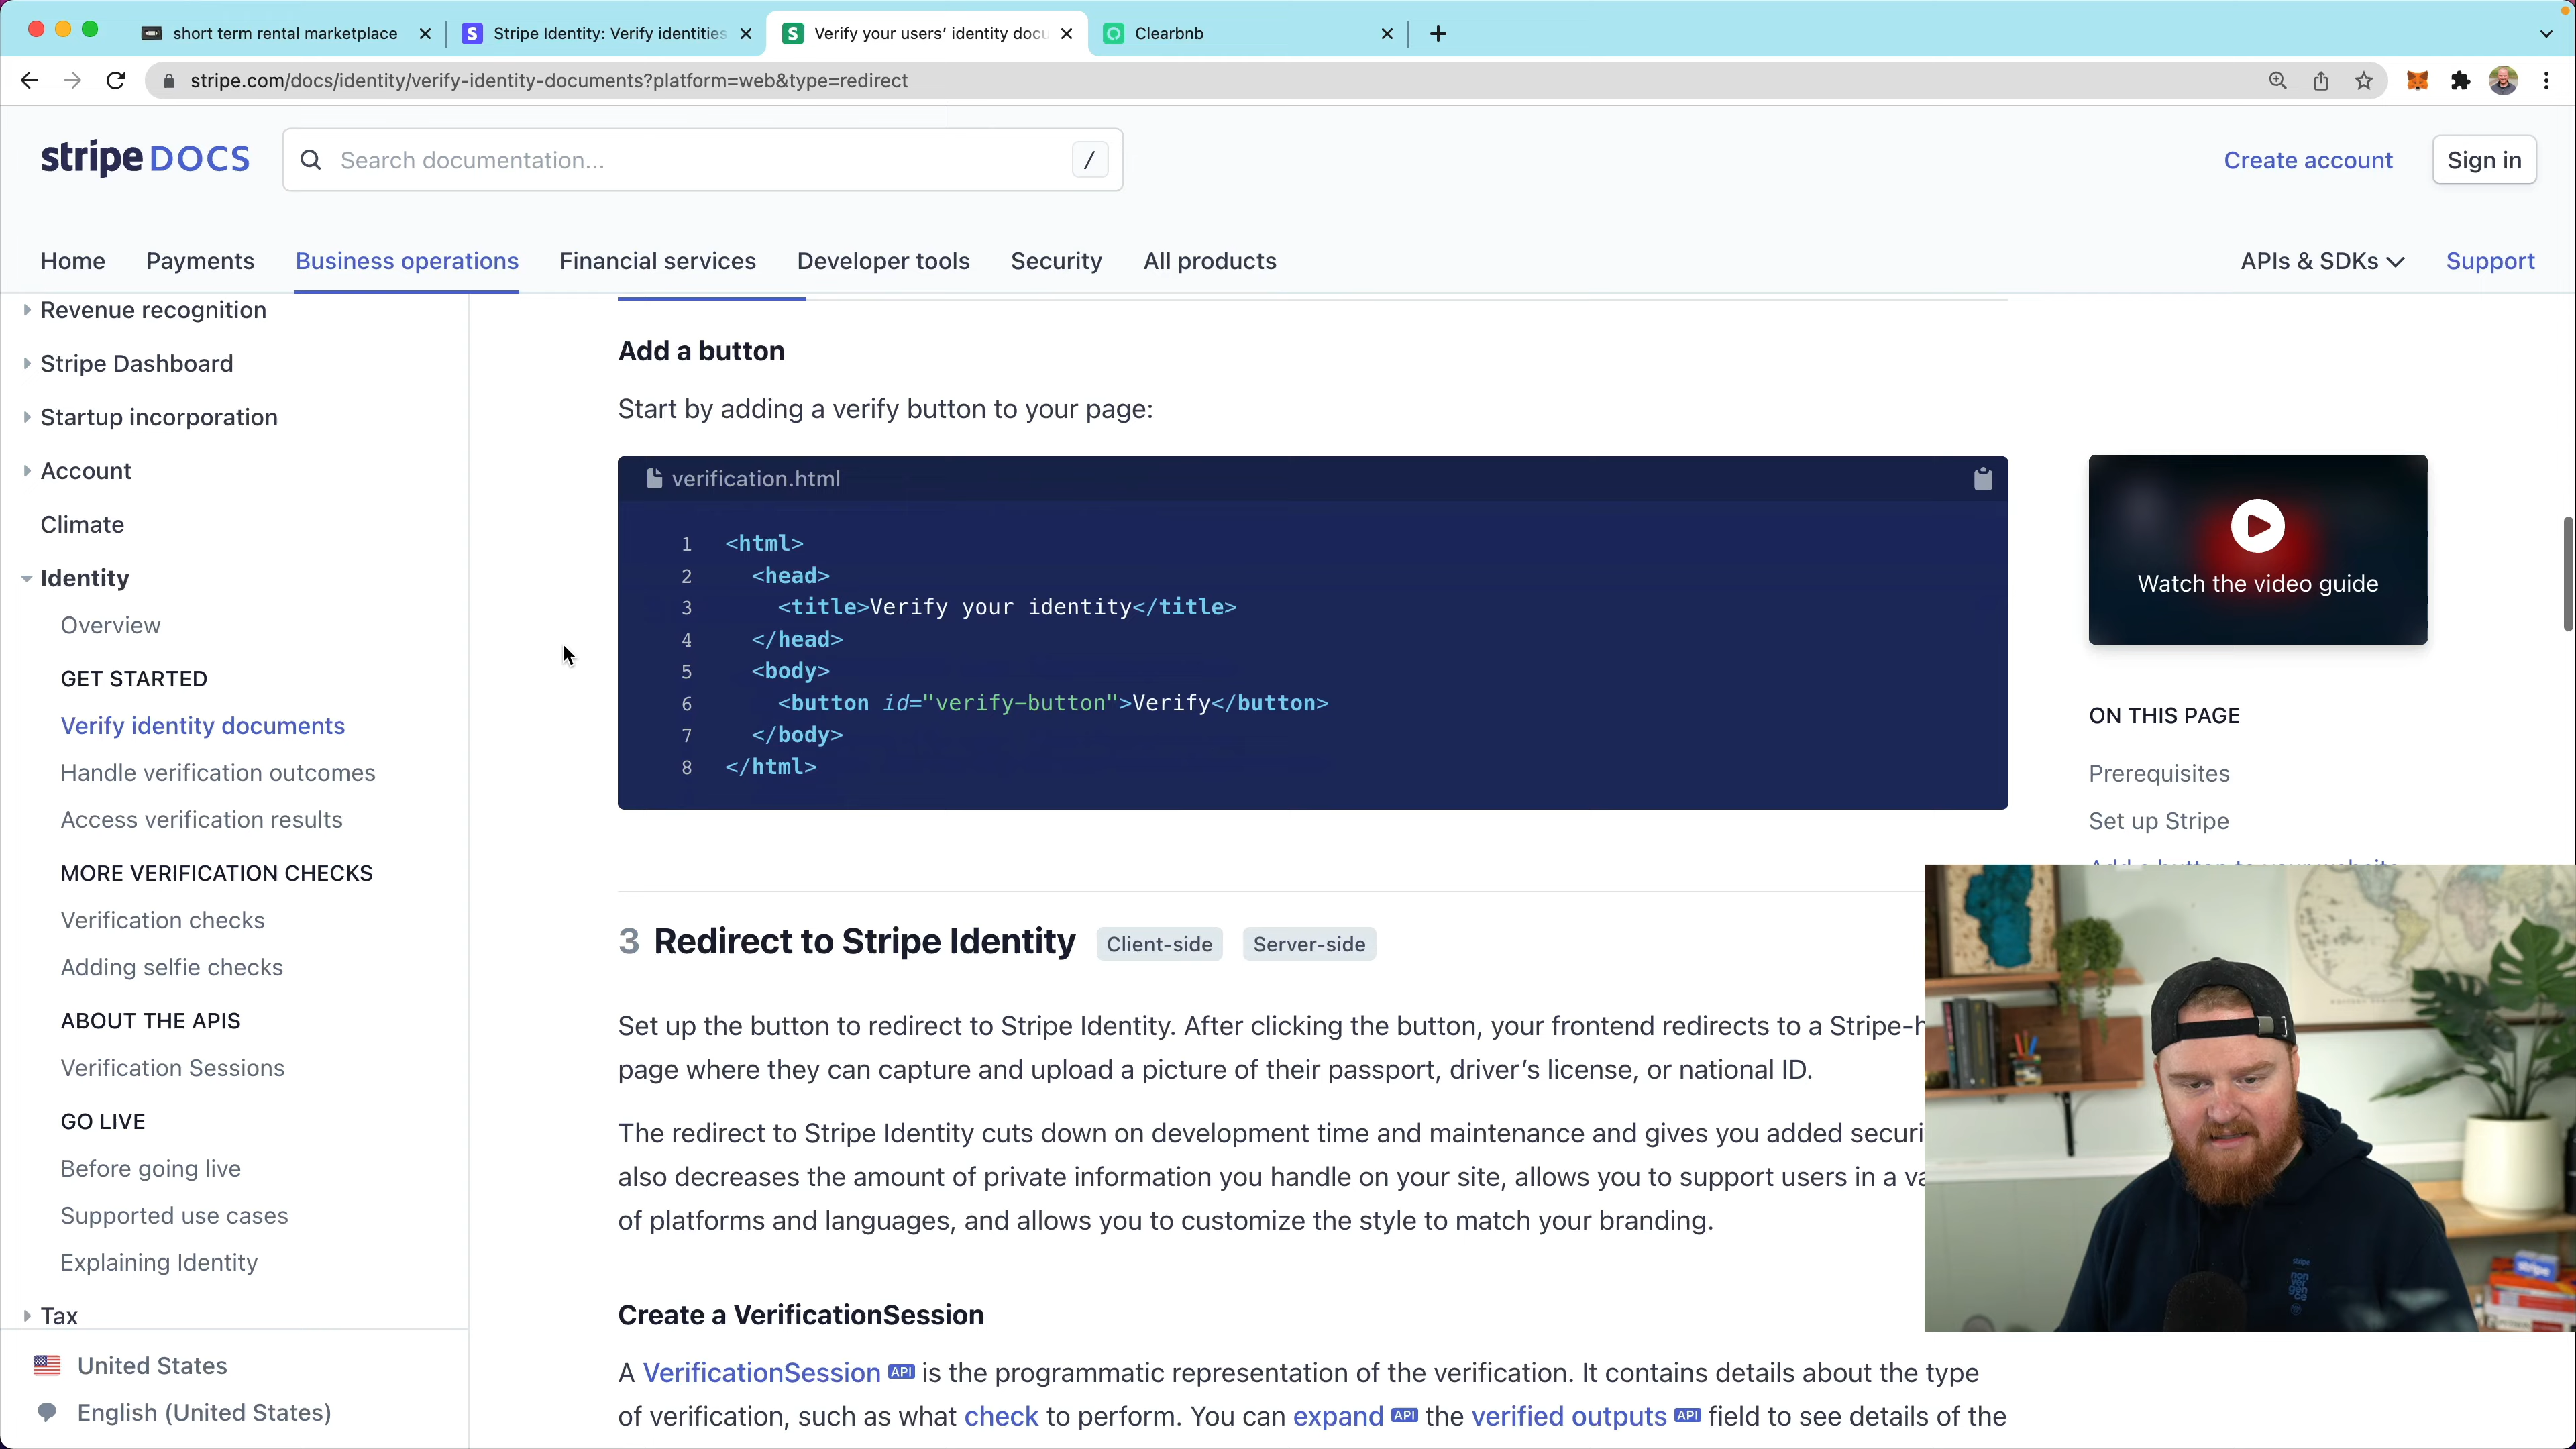 short term rental marketplace
Stripe Identity: Verify identities
Verify your users’ identity docu
Clearbnb
stripe.com/docs/identity/verify-identity-documents?platform=web&type=redirect
stripe DOCS
Search documentation...
/
Create account
Sign in
Home
Payments
Business operations
Financial services
Developer tools
Security
All products
APIs & SDKs
Support
Revenue recognition
Stripe Dashboard
Startup incorporation
Account
Climate
Identity
Overview
GET STARTED
Verify identity documents
Handle verification outcomes
Access verification results
MORE VERIFICATION CHECKS
Verification checks
Adding selfie checks
ABOUT THE APIS
Verification Sessions
GO LIVE
Before going live
Supported use cases
Explaining Identity
Tax
United States
English (United States)
Add a button
Start by adding a verify button to your page:
verification.html
1 <html>
2 <head>
3 <title>Verify your identity</title>
4 </head>
5 <body>
6 <button id="verify-button">Verify</button>
7 </body>
8 </html>
3 Redirect to Stripe Identity Client-side Server-side
Set up the button to redirect to Stripe Identity. After clicking the button, your frontend redirects to a Stripe-h
page where they can capture and upload a picture of their passport, driver’s license, or national ID.
The redirect to Stripe Identity cuts down on development time and maintenance and gives you added securi
also decreases the amount of private information you handle on your site, allows you to support users in a va
of platforms and languages, and allows you to customize the style to match your branding.
Create a VerificationSession
A VerificationSession API is the programmatic representation of the verification. It contains details about the type
of verification, such as what check to perform. You can expand API the verified outputs API field to see details of the
Watch the video guide
ON THIS PAGE
Prerequisites
Set up Stripe
stripe